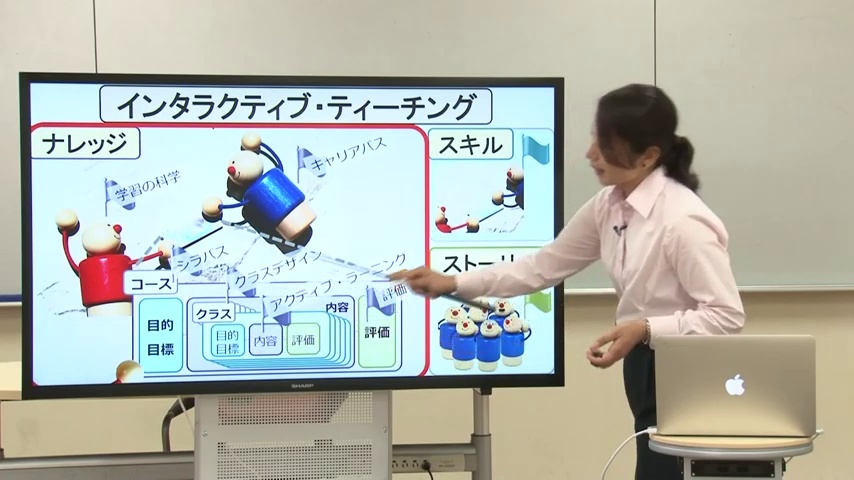 インタラクティブ・ティーチング
ナレッジ
スキル
キャリアパス
学習の科学
シラバス
クラスデザイン
アクティブ・ラーニング
評価
ストーリ
コース
目的
目標
クラス
内容
目的
目標
内容
評価
評価
SHARP